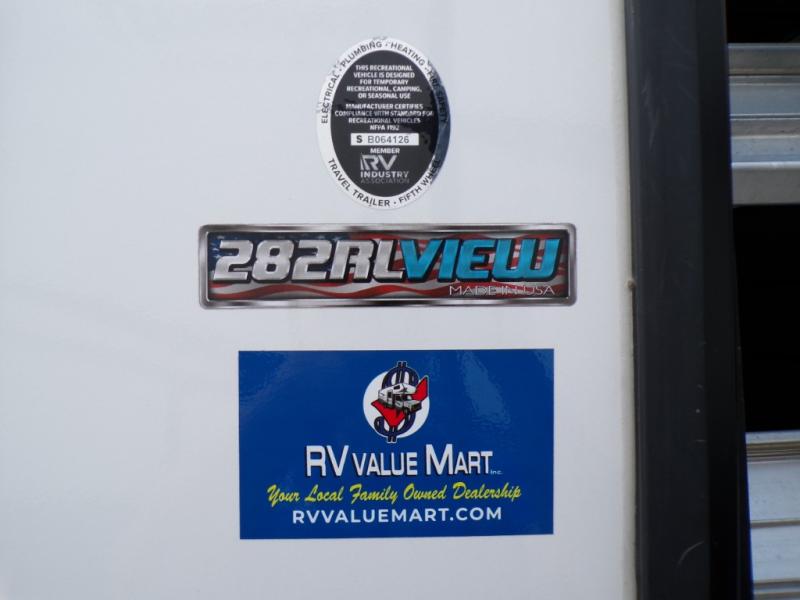 ELECTRICAL · PLUMBING · HEATING · FIRE SAFETY
THIS RECREATIONAL
VEHICLE IS DESIGNED
FOR TEMPORARY
RECREATIONAL, CAMPING,
OR SEASONAL USE
MANUFACTURER CERTIFIES
COMPLIANCE WITH STANDARD FOR
RECREATIONAL VEHICLES
NFPA 1192
S B064126
MEMBER
RV
INDUSTRY
ASSOCIATION
TRAVEL TRAILER · FIFTH WHEEL
282RLVIEW
MADE IN USA
RV VALUE MART Inc.
Your Local Family Owned Dealership
RVVALUEMART.COM